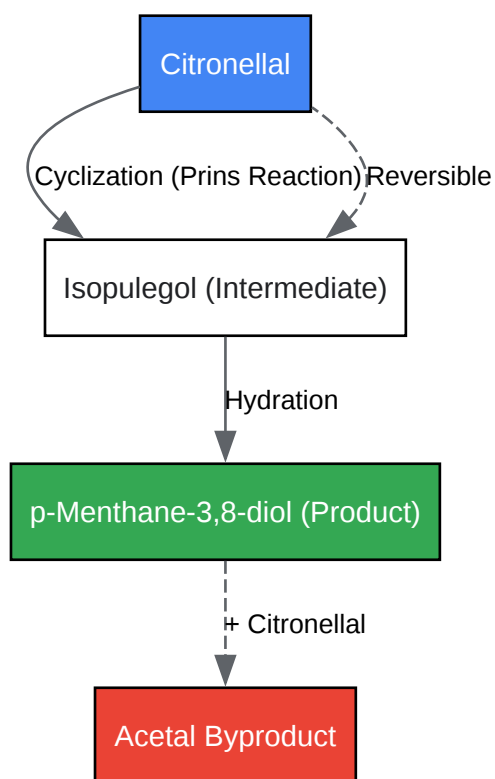 Citronellal
Cyclization (Prins Reaction)
Reversible
Isopulegol (Intermediate)
Hydration
p-Menthane-3,8-diol (Product)
+ Citronellal
Acetal Byproduct